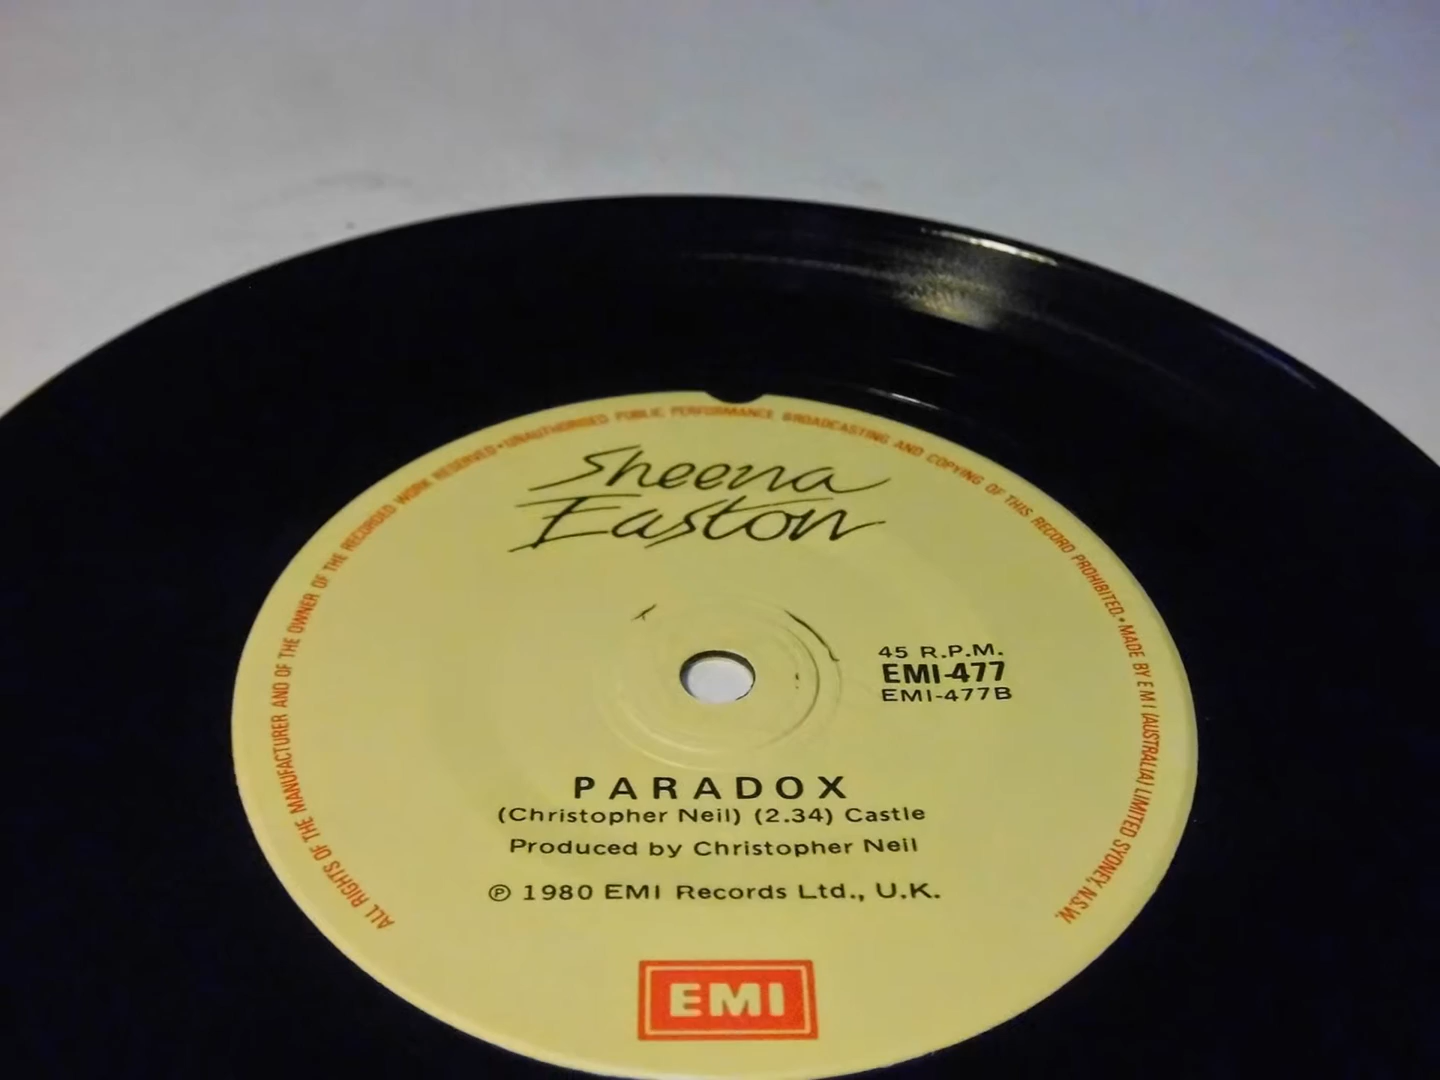 ALL RIGHTS OF THE MANUFACTURER AND OF THE OWNER OF THE RECORDED WORK RESERVED • UNAUTHORISED PUBLIC PERFORMANCE BROADCASTING AND COPYING OF THIS RECORD PROHIBITED. • MADE BY E M I (AUSTRALIA) LIMITED SYDNEY, N.S.W.
Sheena
Easton
45 R.P.M.
EMI-477
EMI-477B
PARADOX
(Christopher Neil) (2.34) Castle
Produced by Christopher Neil
℗ 1980 EMI Records Ltd., U.K.
EMI